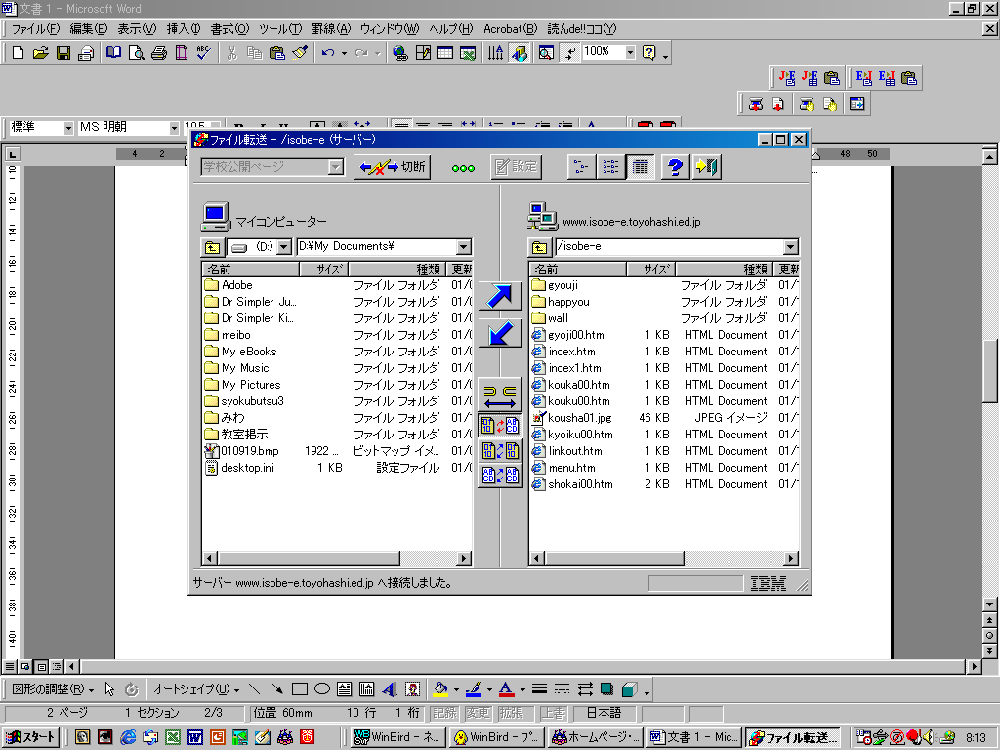 文書 1 - Microsoft Word
ファイル(F) 編集(E) 表示(V) 挿入(I) 書式(O) ツール(T) 罫線(A) ウィンドウ(W) ヘルプ(H) Acrobat(B) 読んde!!ココ(Y)
100%
標準 MS 明朝 10.5
ファイル転送 - /isobe-e (サーバー)
4 2 48 50
学校公開ページ 切断 設定
マイコンピューター
www.isobe-e.toyohashi.ed.jp
(D:) D:¥My Documents¥
/isobe-e
名前 サイズ 種類 更新
名前 サイズ 種類 更新
Adobe ファイル フォルダ 01/
Dr Simpler Ju... ファイル フォルダ 01/
Dr Simpler Ki... ファイル フォルダ 01/
meibo ファイル フォルダ 01/
My eBooks ファイル フォルダ 01/
My Music ファイル フォルダ 01/
My Pictures ファイル フォルダ 01/
syokubutsu3 ファイル フォルダ 01/
みわ ファイル フォルダ 01/
教室掲示 ファイル フォルダ 01/
010919.bmp 1922 ... ビットマップ イメ... 01/
desktop.ini 1 KB 設定ファイル 01/
gyouji ファイル フォルダ 01/
happyou ファイル フォルダ 01/
wall ファイル フォルダ 01/
gyoji00.htm 1 KB HTML Document 01/
index.htm 1 KB HTML Document 01/
index1.htm 1 KB HTML Document 01/
kouka00.htm 1 KB HTML Document 01/
kouku00.htm 1 KB HTML Document 01/
kousha01.jpg 46 KB JPEG イメージ 01/
kyoiku00.htm 1 KB HTML Document 01/
linkout.htm 1 KB HTML Document 01/
menu.htm 1 KB HTML Document 01/
shokai00.htm 2 KB HTML Document 01/
サーバー www.isobe-e.toyohashi.ed.jp へ接続しました。
IBM
図形の調整(R) オートシェイプ(U)
2 ページ 1 セクション 2/3 位置 60mm 10 行 1 桁 記録 変更 拡張 上書 日本語
スタート WinBird - ネ... WinBird - プ... ホームページ・... 文書 1 - Mic... ファイル転送... 8:13